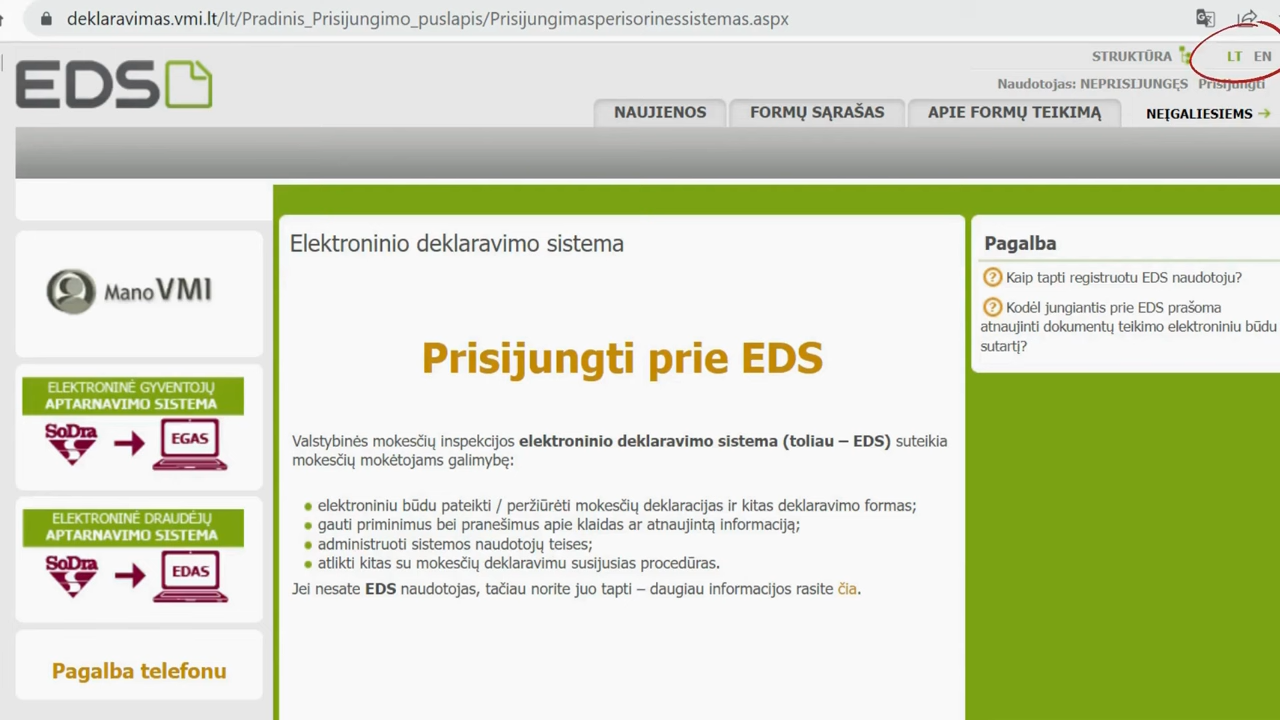 deklaravimas.vmi.lt/lt/Pradinis_Prisijungimo_puslapis/Prisijungimasperisorinessistemas.aspx
STRUKTŪRA LT EN
EDS
Naudotojas: NEPRISIJUNGĘS Prisijungti
NAUJIENOS FORMŲ SĄRAŠAS APIE FORMŲ TEIKIMĄ NEĮGALIESIEMS
Mano VMI
ELEKTRONINĖ GYVENTOJŲ
APTARNAVIMO SISTEMA
SoDra EGAS
ELEKTRONINĖ DRAUDĖJŲ
APTARNAVIMO SISTEMA
SoDra EDAS
Pagalba telefonu
Elektroninio deklaravimo sistema
Prisijungti prie EDS
Valstybinės mokesčių inspekcijos elektroninio deklaravimo sistema (toliau – EDS) suteikia
mokesčių mokėtojams galimybę:
elektroniniu būdu pateikti / peržiūrėti mokesčių deklaracijas ir kitas deklaravimo formas;
gauti priminimus bei pranešimus apie klaidas ar atnaujintą informaciją;
administruoti sistemos naudotojų teises;
atlikti kitas su mokesčių deklaravimu susijusias procedūras.
Jei nesate EDS naudotojas, tačiau norite juo tapti – daugiau informacijos rasite čia.
Pagalba
Kaip tapti registruotu EDS naudotoju?
Kodėl jungiantis prie EDS prašoma
atnaujinti dokumentų teikimo elektroniniu būdu
sutartį?